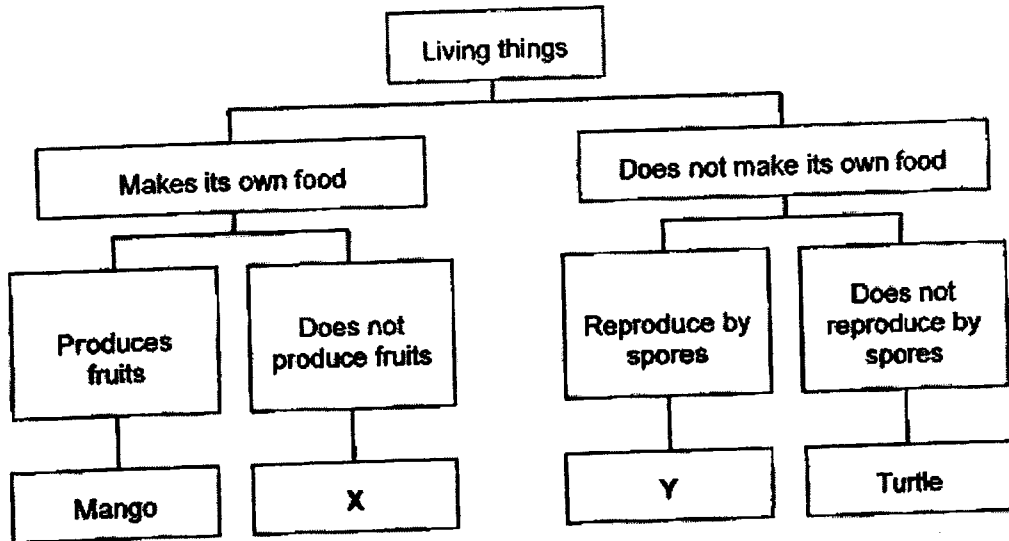 Living things
Makes its own food
Does not make its own food
Produces
fruits
Does not
produce fruits
Reproduce by
spores
Does not
reproduce by
spores
Mango
X
Y
Turtle